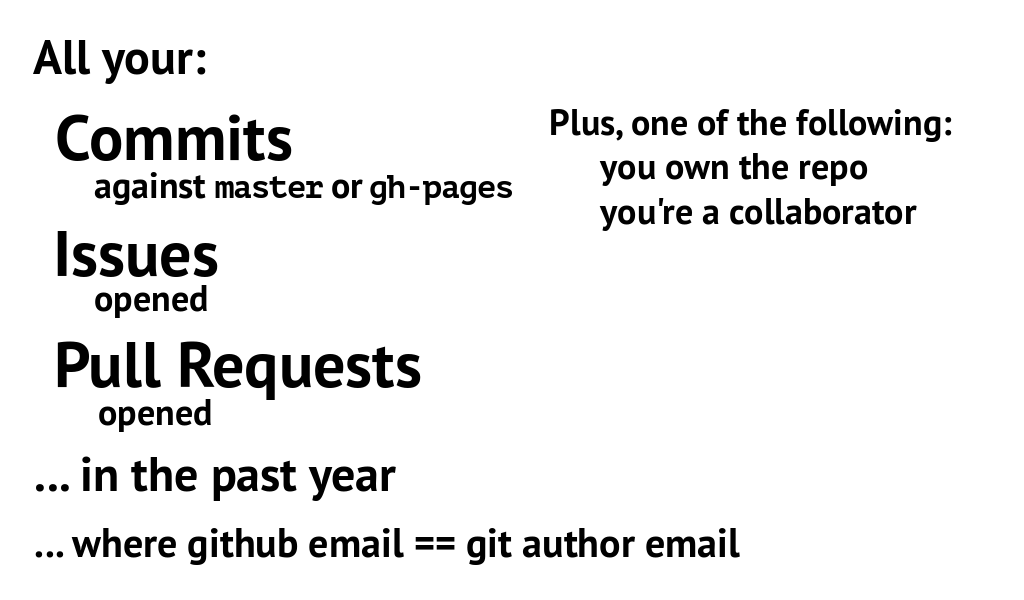 All your:
Commits
against master or gh-pages
Plus, one of the following:
you own the repo
you're a collaborator
Issues
opened
Pull Requests
opened
... in the past year
... where github email == git author email